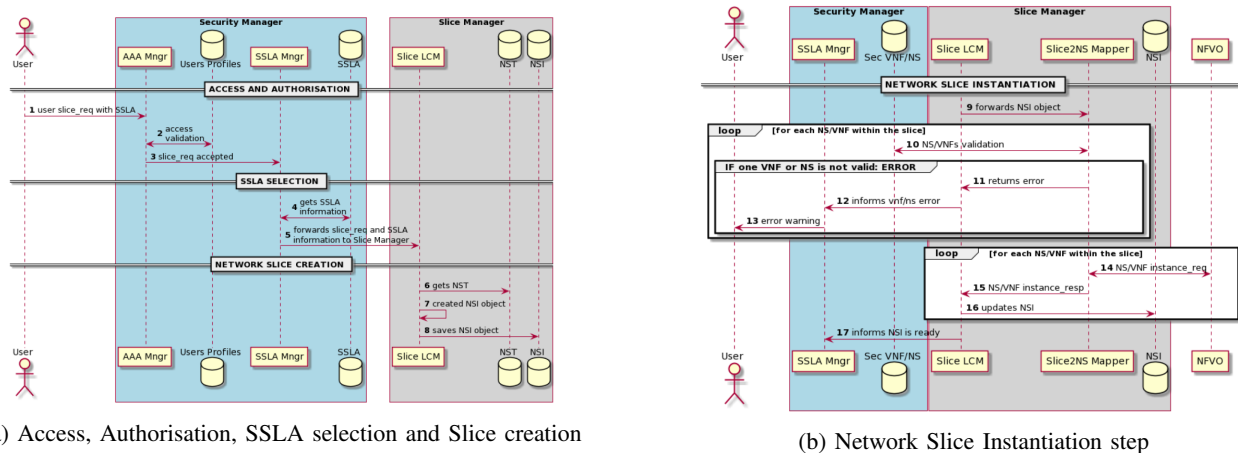 Security Manager
Slice Manager
User
AAA Mngr
Users Profiles
SSLA Mngr
SSLA
Slice LCM
NST
NSI
ACCESS AND AUTHORISATION
1 user slice_req with SSLA
2 access
validation
3 slice_req accepted
SSLA SELECTION
4 gets SSLA
information
5 forwards slice_req and SSLA
information to Slice Manager
NETWORK SLICE CREATION
6 gets NST
7 created NSI object
8 saves NSI object
User
AAA Mngr
Users Profiles
SSLA Mngr
SSLA
Slice LCM
NST
NSI
) Access, Authorisation, SSLA selection and Slice creation
Security Manager
Slice Manager
User
SSLA Mngr
Sec VNF/NS
Slice LCM
Slice2NS Mapper
NSI
NFVO
NETWORK SLICE INSTANTIATION
9 forwards NSI object
loop [for each NS/VNF within the slice]
10 NS/VNFs validation
IF one VNF or NS is not valid: ERROR
11 returns error
12 informs vnf/ns error
13 error warning
loop [for each NS/VNF within the slice]
14 NS/VNF instance_req
15 NS/VNF instance_resp
16 updates NSI
17 informs NSI is ready
User
SSLA Mngr
Sec VNF/NS
Slice LCM
Slice2NS Mapper
NSI
NFVO
(b) Network Slice Instantiation step